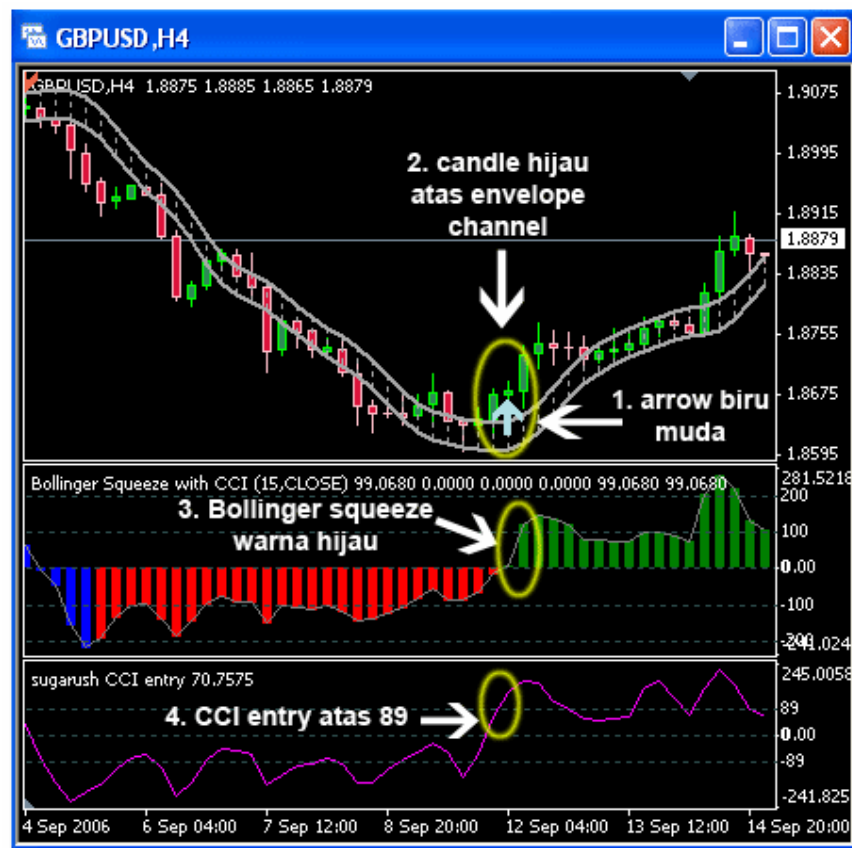 GBPUSD,H4
GBPUSD,H4 1.8875 1.8885 1.8865 1.8879
1.9075
1.8995
1.8915
1.8879
1.8835
1.8755
1.8675
1.8595
2. candle hijau
atas envelope
channel
1. arrow biru
muda
Bollinger Squeeze with CCI (15,CLOSE) 99.0680 0.0000 0.0000 0.0000 99.0680 99.0680
281.5218
200
100
0.00
-100
3. Bollinger squeeze
warna hijau
sugarush CCI entry 70.7575
245.0058
89
0.00
-89
-241.825
4. CCI entry atas 89
4 Sep 2006 6 Sep 04:00 7 Sep 12:00 8 Sep 20:00 12 Sep 04:00 13 Sep 12:00 14 Sep 20:00